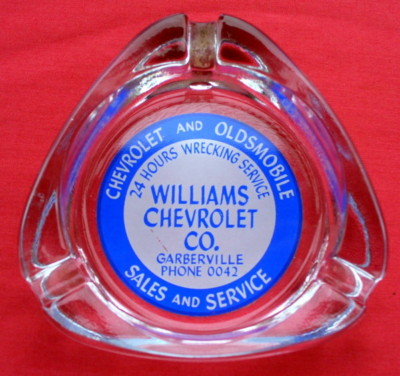 CHEVROLET AND OLDSMOBILE
24 HOURS WRECKING SERVICE
WILLIAMS
CHEVROLET
CO.
GARBERVILLE
PHONE 0042
SALES AND SERVICE